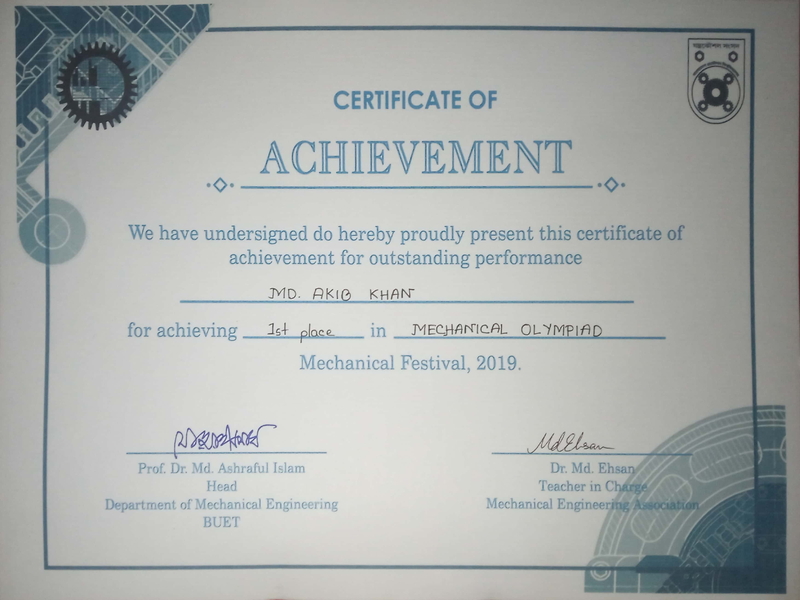 CERTIFICATE OF
ACHIEVEMENT
We have undersigned do hereby proudly present this certificate of
achievement for outstanding performance
MD. AKIB KHAN
for achieving 1st place in MECHANICAL OLYMPIAD
Mechanical Festival, 2019.
Md Ehsan
Prof. Dr. Md. Ashraful Islam
Head
Department of Mechanical Engineering
BUET
Dr. Md. Ehsan
Teacher in Charge
Mechanical Engineering Association